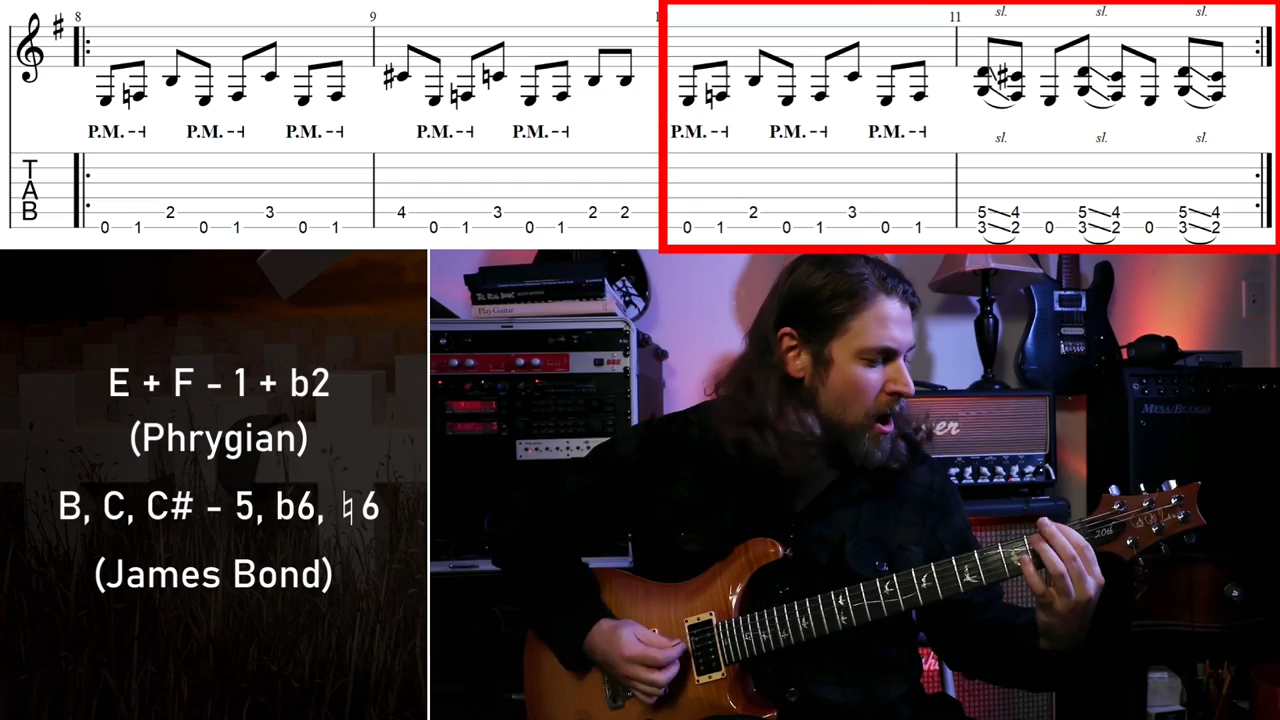 8 9 11
sl. sl. sl.
P.M. P.M. P.M. P.M. P.M. P.M. P.M. P.M.
sl. sl. sl.
T
A
B
2 3 4 3 2 2 2 3 5 4 5 4 5 4
0 1 0 1 0 1 0 1 0 1 0 1 0 1 0 1 3 2 0 3 2 0 3 2
E + F - 1 + b2
(Phrygian)
B, C, C# - 5, b6, ♮6
(James Bond)
Play Guitar
MESA/BOOGIE